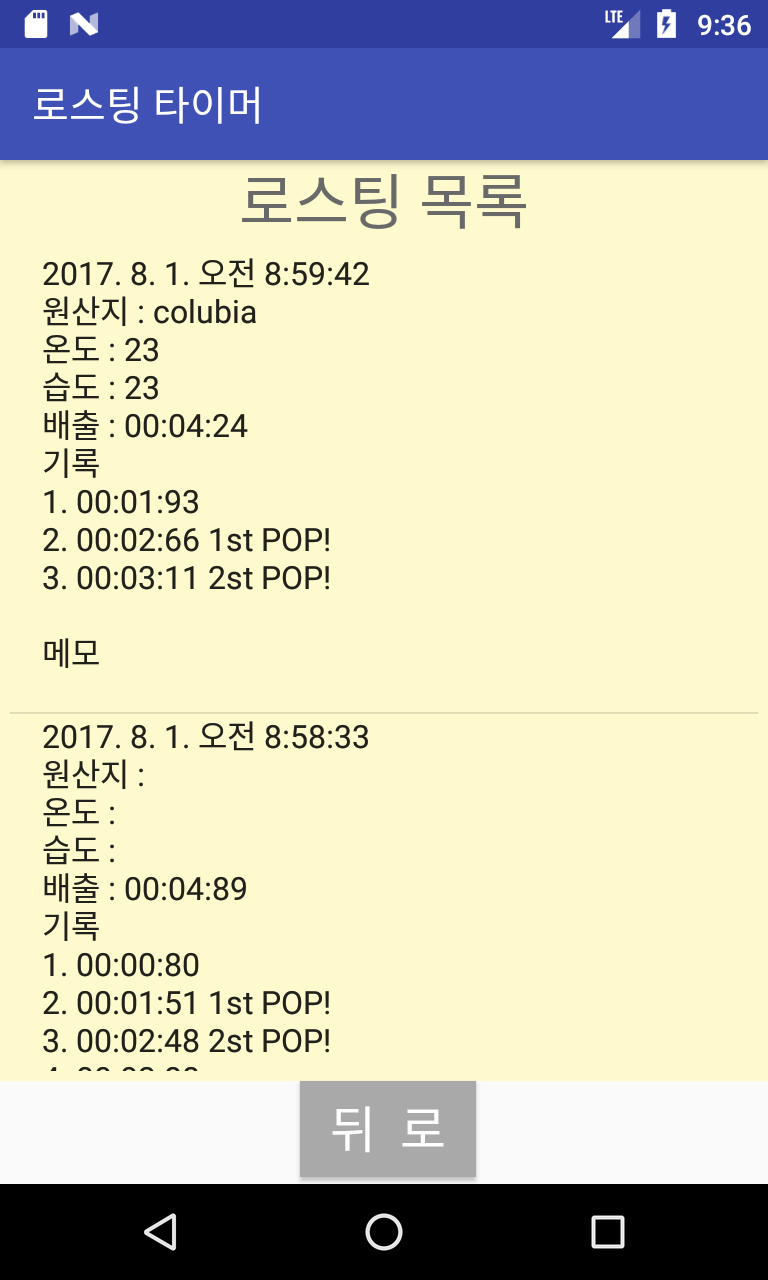 LTE 9:36
로스팅 타이머
로스팅 목록
2017. 8. 1. 오전 8:59:42
원산지 : colubia
온도 : 23
습도 : 23
배출 : 00:04:24
기록
1. 00:01:93
2. 00:02:66 1st POP!
3. 00:03:11 2st POP!
메모
2017. 8. 1. 오전 8:58:33
원산지 :
온도 :
습도 :
배출 : 00:04:89
기록
1. 00:00:80
2. 00:01:51 1st POP!
3. 00:02:48 2st POP!
뒤 로